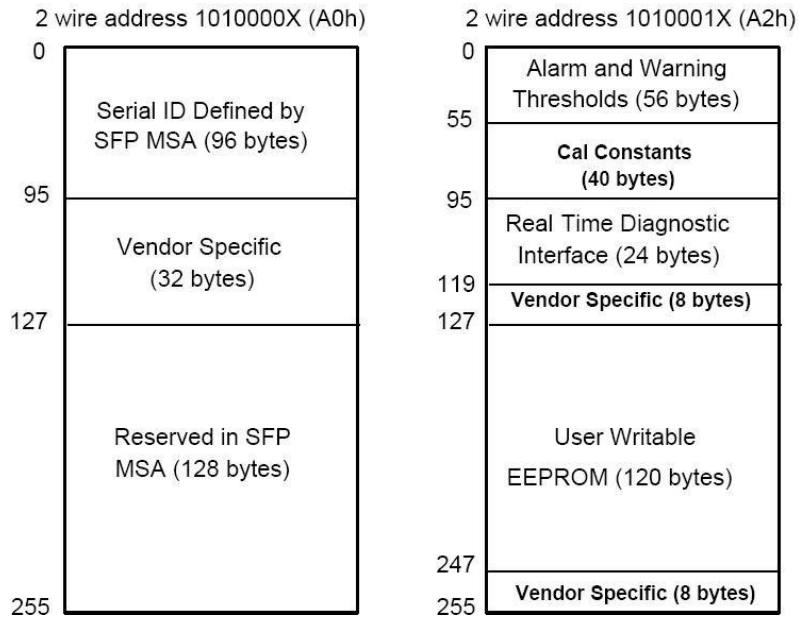 2 wire address 1010000X (A0h)
0
Serial ID Defined by
SFP MSA (96 bytes)
95
Vendor Specific
(32 bytes)
127
Reserved in SFP
MSA (128 bytes)
255
2 wire address 1010001X (A2h)
0
Alarm and Warning
Thresholds (56 bytes)
55
Cal Constants
(40 bytes)
95
Real Time Diagnostic
Interface (24 bytes)
119
Vendor Specific (8 bytes)
127
User Writable
EEPROM (120 bytes)
247
Vendor Specific (8 bytes)
255